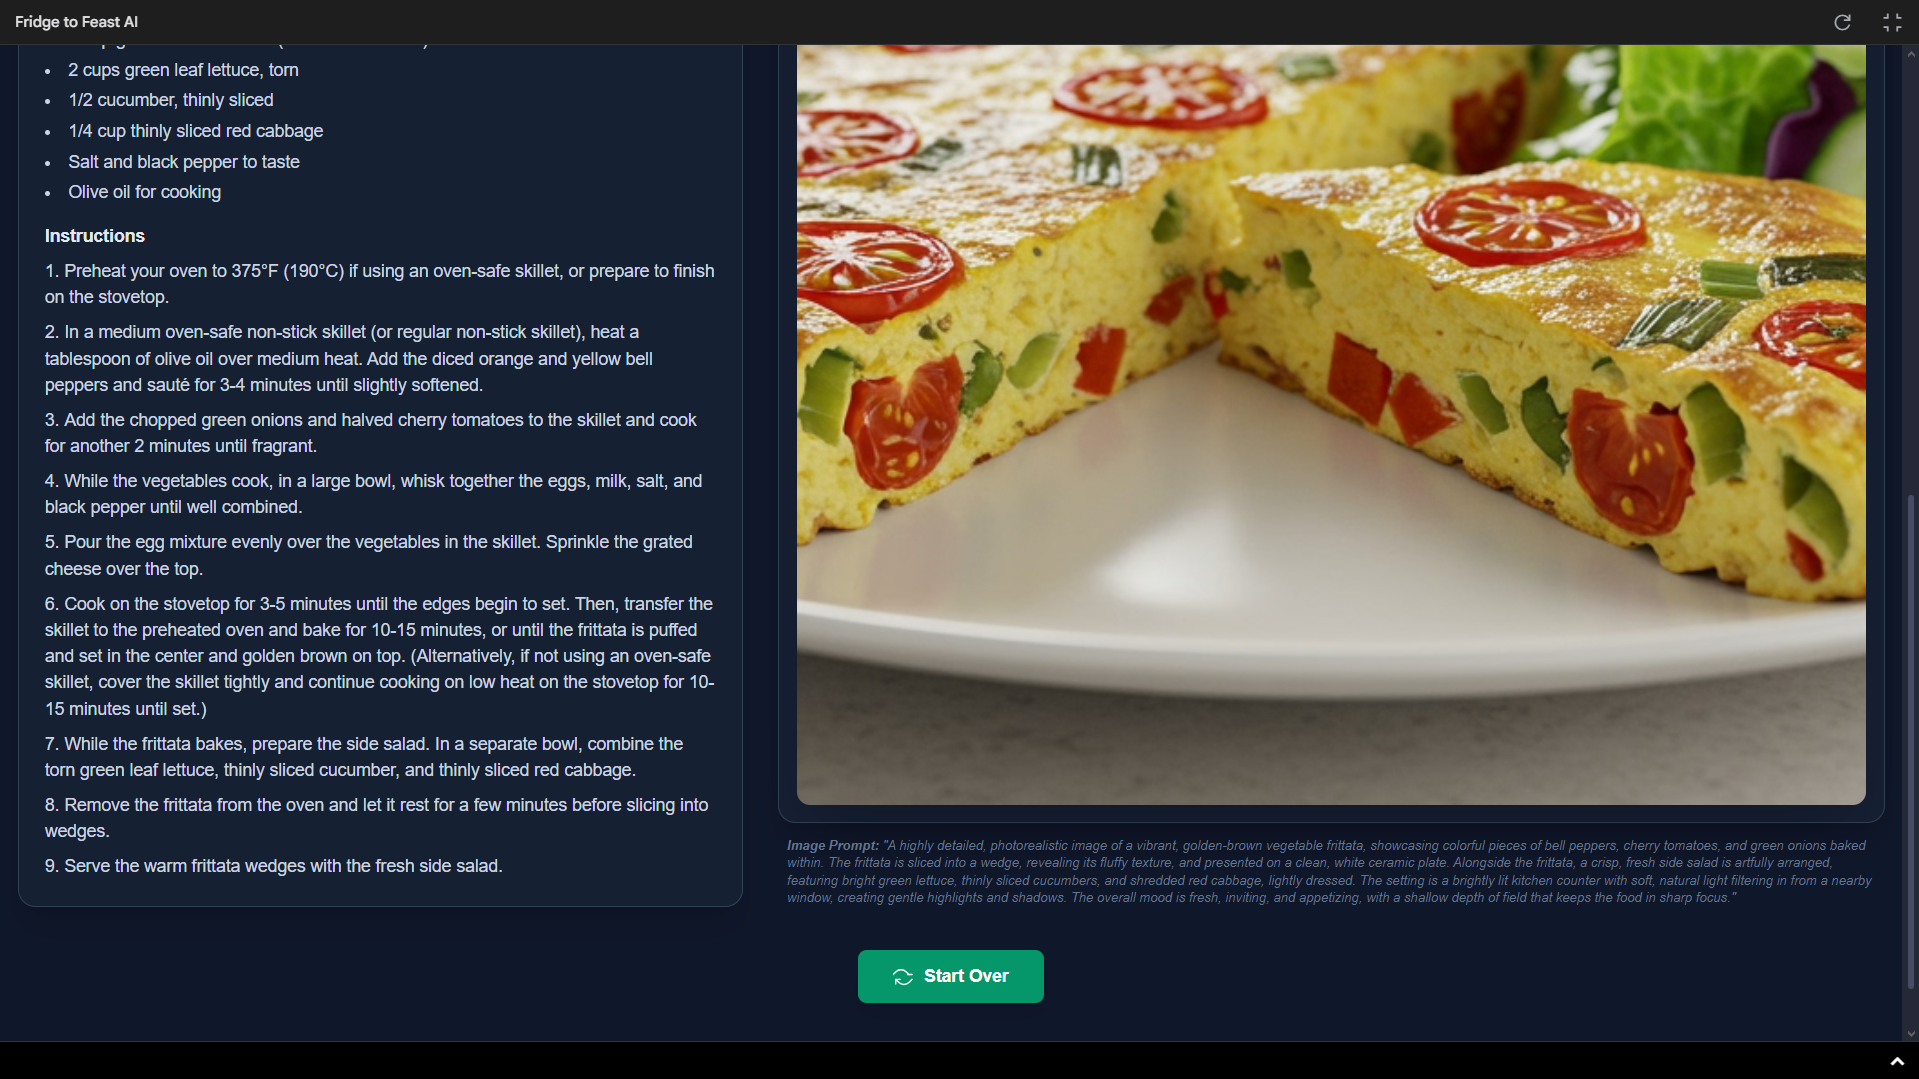 Fridge to Feast AI
2 cups green leaf lettuce, torn
1/2 cucumber, thinly sliced
1/4 cup thinly sliced red cabbage
Salt and black pepper to taste
Olive oil for cooking
Instructions
1. Preheat your oven to 375°F (190°C) if using an oven-safe skillet, or prepare to finish
on the stovetop.
2. In a medium oven-safe non-stick skillet (or regular non-stick skillet), heat a
tablespoon of olive oil over medium heat. Add the diced orange and yellow bell
peppers and sauté for 3-4 minutes until slightly softened.
3. Add the chopped green onions and halved cherry tomatoes to the skillet and cook
for another 2 minutes until fragrant.
4. While the vegetables cook, in a large bowl, whisk together the eggs, milk, salt, and
black pepper until well combined.
5. Pour the egg mixture evenly over the vegetables in the skillet. Sprinkle the grated
cheese over the top.
6. Cook on the stovetop for 3-5 minutes until the edges begin to set. Then, transfer the
skillet to the preheated oven and bake for 10-15 minutes, or until the frittata is puffed
and set in the center and golden brown on top. (Alternatively, if not using an oven-safe
skillet, cover the skillet tightly and continue cooking on low heat on the stovetop for 10-
15 minutes until set.)
7. While the frittata bakes, prepare the side salad. In a separate bowl, combine the
torn green leaf lettuce, thinly sliced cucumber, and thinly sliced red cabbage.
8. Remove the frittata from the oven and let it rest for a few minutes before slicing into
wedges.
9. Serve the warm frittata wedges with the fresh side salad.
Image Prompt: "A highly detailed, photorealistic image of a vibrant, golden-brown vegetable frittata, showcasing colorful pieces of bell peppers, cherry tomatoes, and green onions baked
within. The frittata is sliced into a wedge, revealing its fluffy texture, and presented on a clean, white ceramic plate. Alongside the frittata, a crisp, fresh side salad is artfully arranged,
featuring bright green lettuce, thinly sliced cucumbers, and shredded red cabbage, lightly dressed. The setting is a brightly lit kitchen counter with soft, natural light filtering in from a nearby
window, creating gentle highlights and shadows. The overall mood is fresh, inviting, and appetizing, with a shallow depth of field that keeps the food in sharp focus."
Start Over